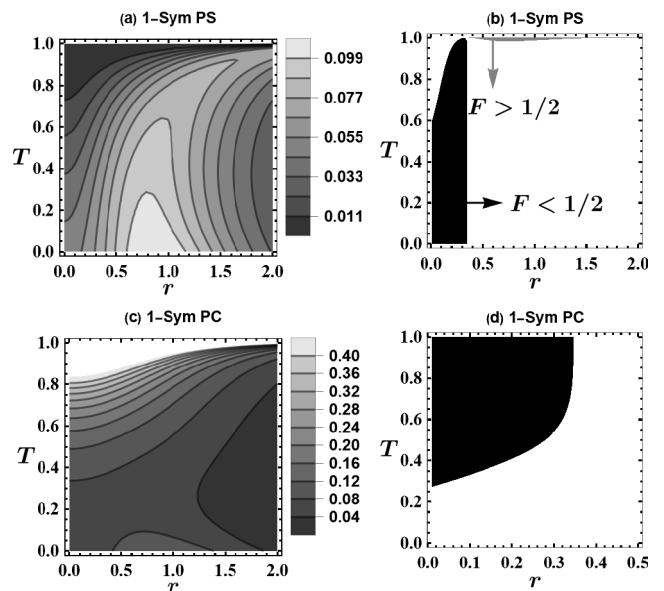 (a) 1−Sym PS
T
1.0
0.8
0.6
0.4
0.2
0.0
0.0 0.5 1.0 1.5 2.0
r
0.099
0.077
0.055
0.033
0.011
(b) 1−Sym PS
T
1.0
0.8
0.6
0.4
0.2
0.0
F > 1/2
F < 1/2
0.0 0.5 1.0 1.5 2.0
r
(c) 1−Sym PC
T
1.0
0.8
0.6
0.4
0.2
0.0
0.0 0.5 1.0 1.5 2.0
r
0.40
0.36
0.32
0.28
0.24
0.20
0.16
0.12
0.08
0.04
(d) 1−Sym PC
T
1.0
0.8
0.6
0.4
0.2
0.0
0.0 0.1 0.2 0.3 0.4 0.5
r